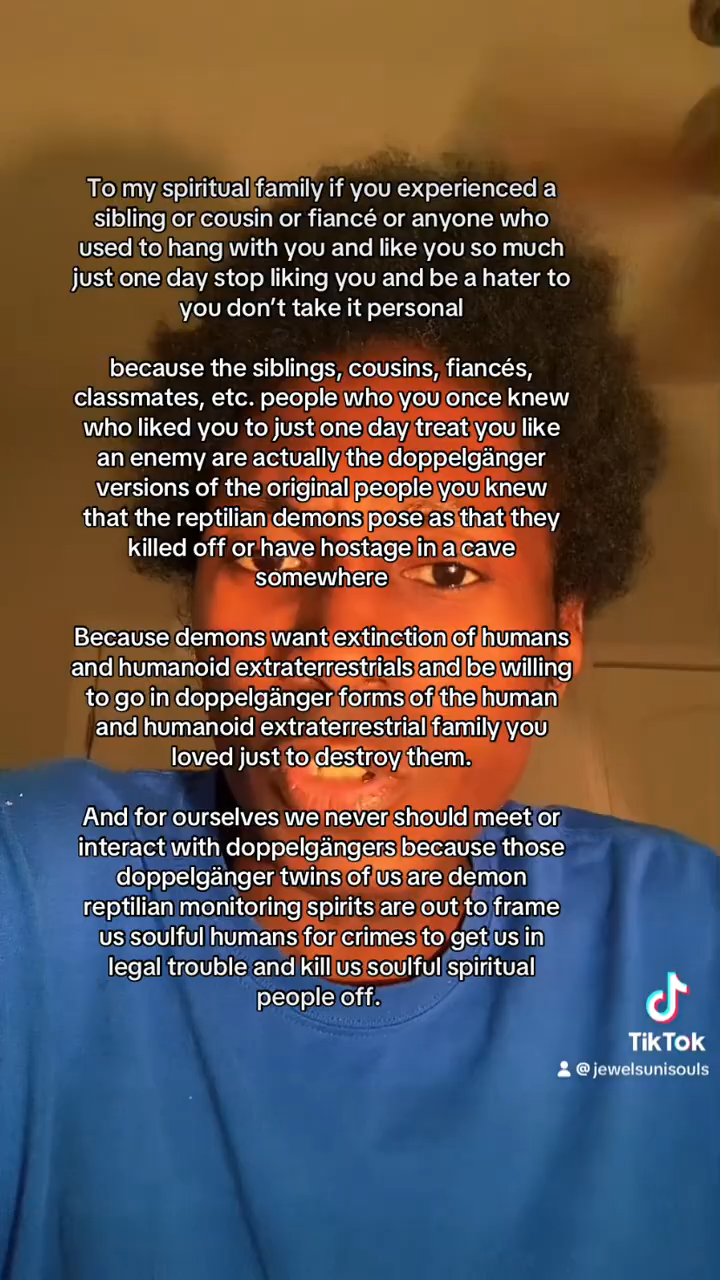 To my spiritual family if you experienced a
sibling or cousin or fiancé or anyone who
used to hang with you and like you so much
just one day stop liking you and be a hater to
you don't take it personal
because the siblings, cousins, fiancés,
classmates, etc. people who you once knew
who liked you to just one day treat you like
an enemy are actually the doppelgänger
versions of the original people you knew
that the reptilian demons pose as that they
killed off or have hostage in a cave
somewhere
Because demons want extinction of humans
and humanoid extraterrestrials and be willing
to go in doppelgänger forms of the human
and humanoid extraterrestrial family you
loved just to destroy them.
And for ourselves we never should meet or
interact with doppelgängers because those
doppelgänger twins of us are demon
reptilian monitoring spirits are out to frame
us soulful humans for crimes to get us in
legal trouble and kill us soulful spiritual
people off.
TikTok
@jewelsunisouls